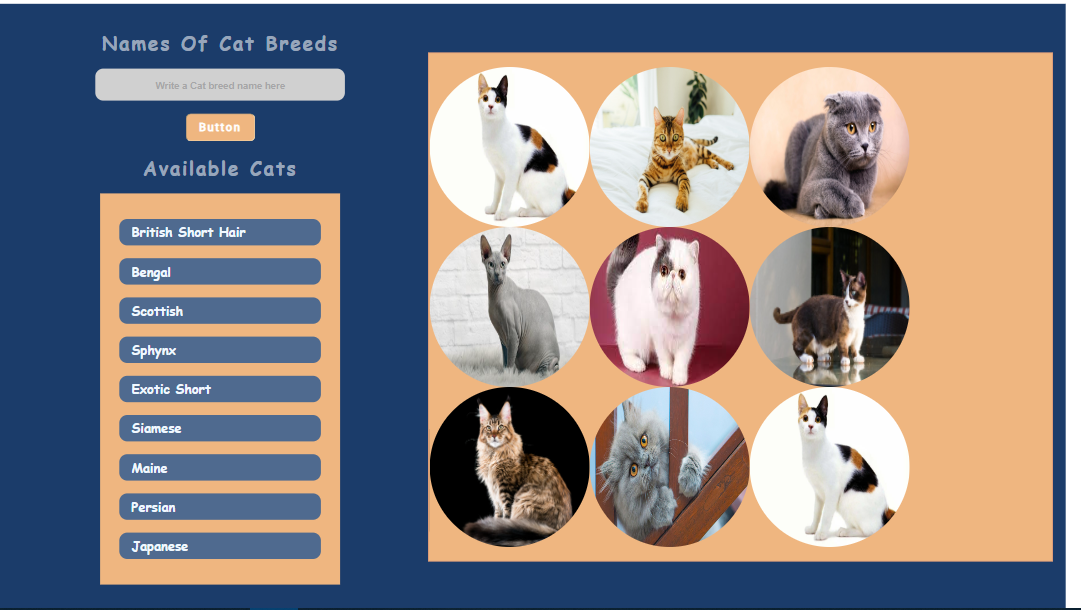 Names Of Cat Breeds
Write a Cat breed name here
Button
Available Cats
British Short Hair
Bengal
Scottish
Sphynx
Exotic Short
Siamese
Maine
Persian
Japanese